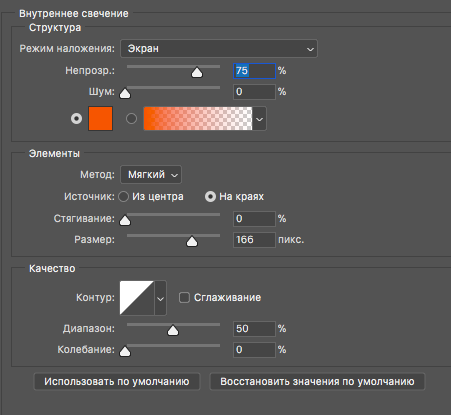 Внутреннее свечение
Структура
Режим наложения: Экран
Непрозр.: 75 %
Шум: 0 %
Элементы
Метод: Мягкий
Источник: Из центра На краях
Стягивание: 0 %
Размер: 166 пикс.
Качество
Контур: Сглаживание
Диапазон: 50 %
Колебание: 0 %
Использовать по умолчанию Восстановить значения по умолчанию